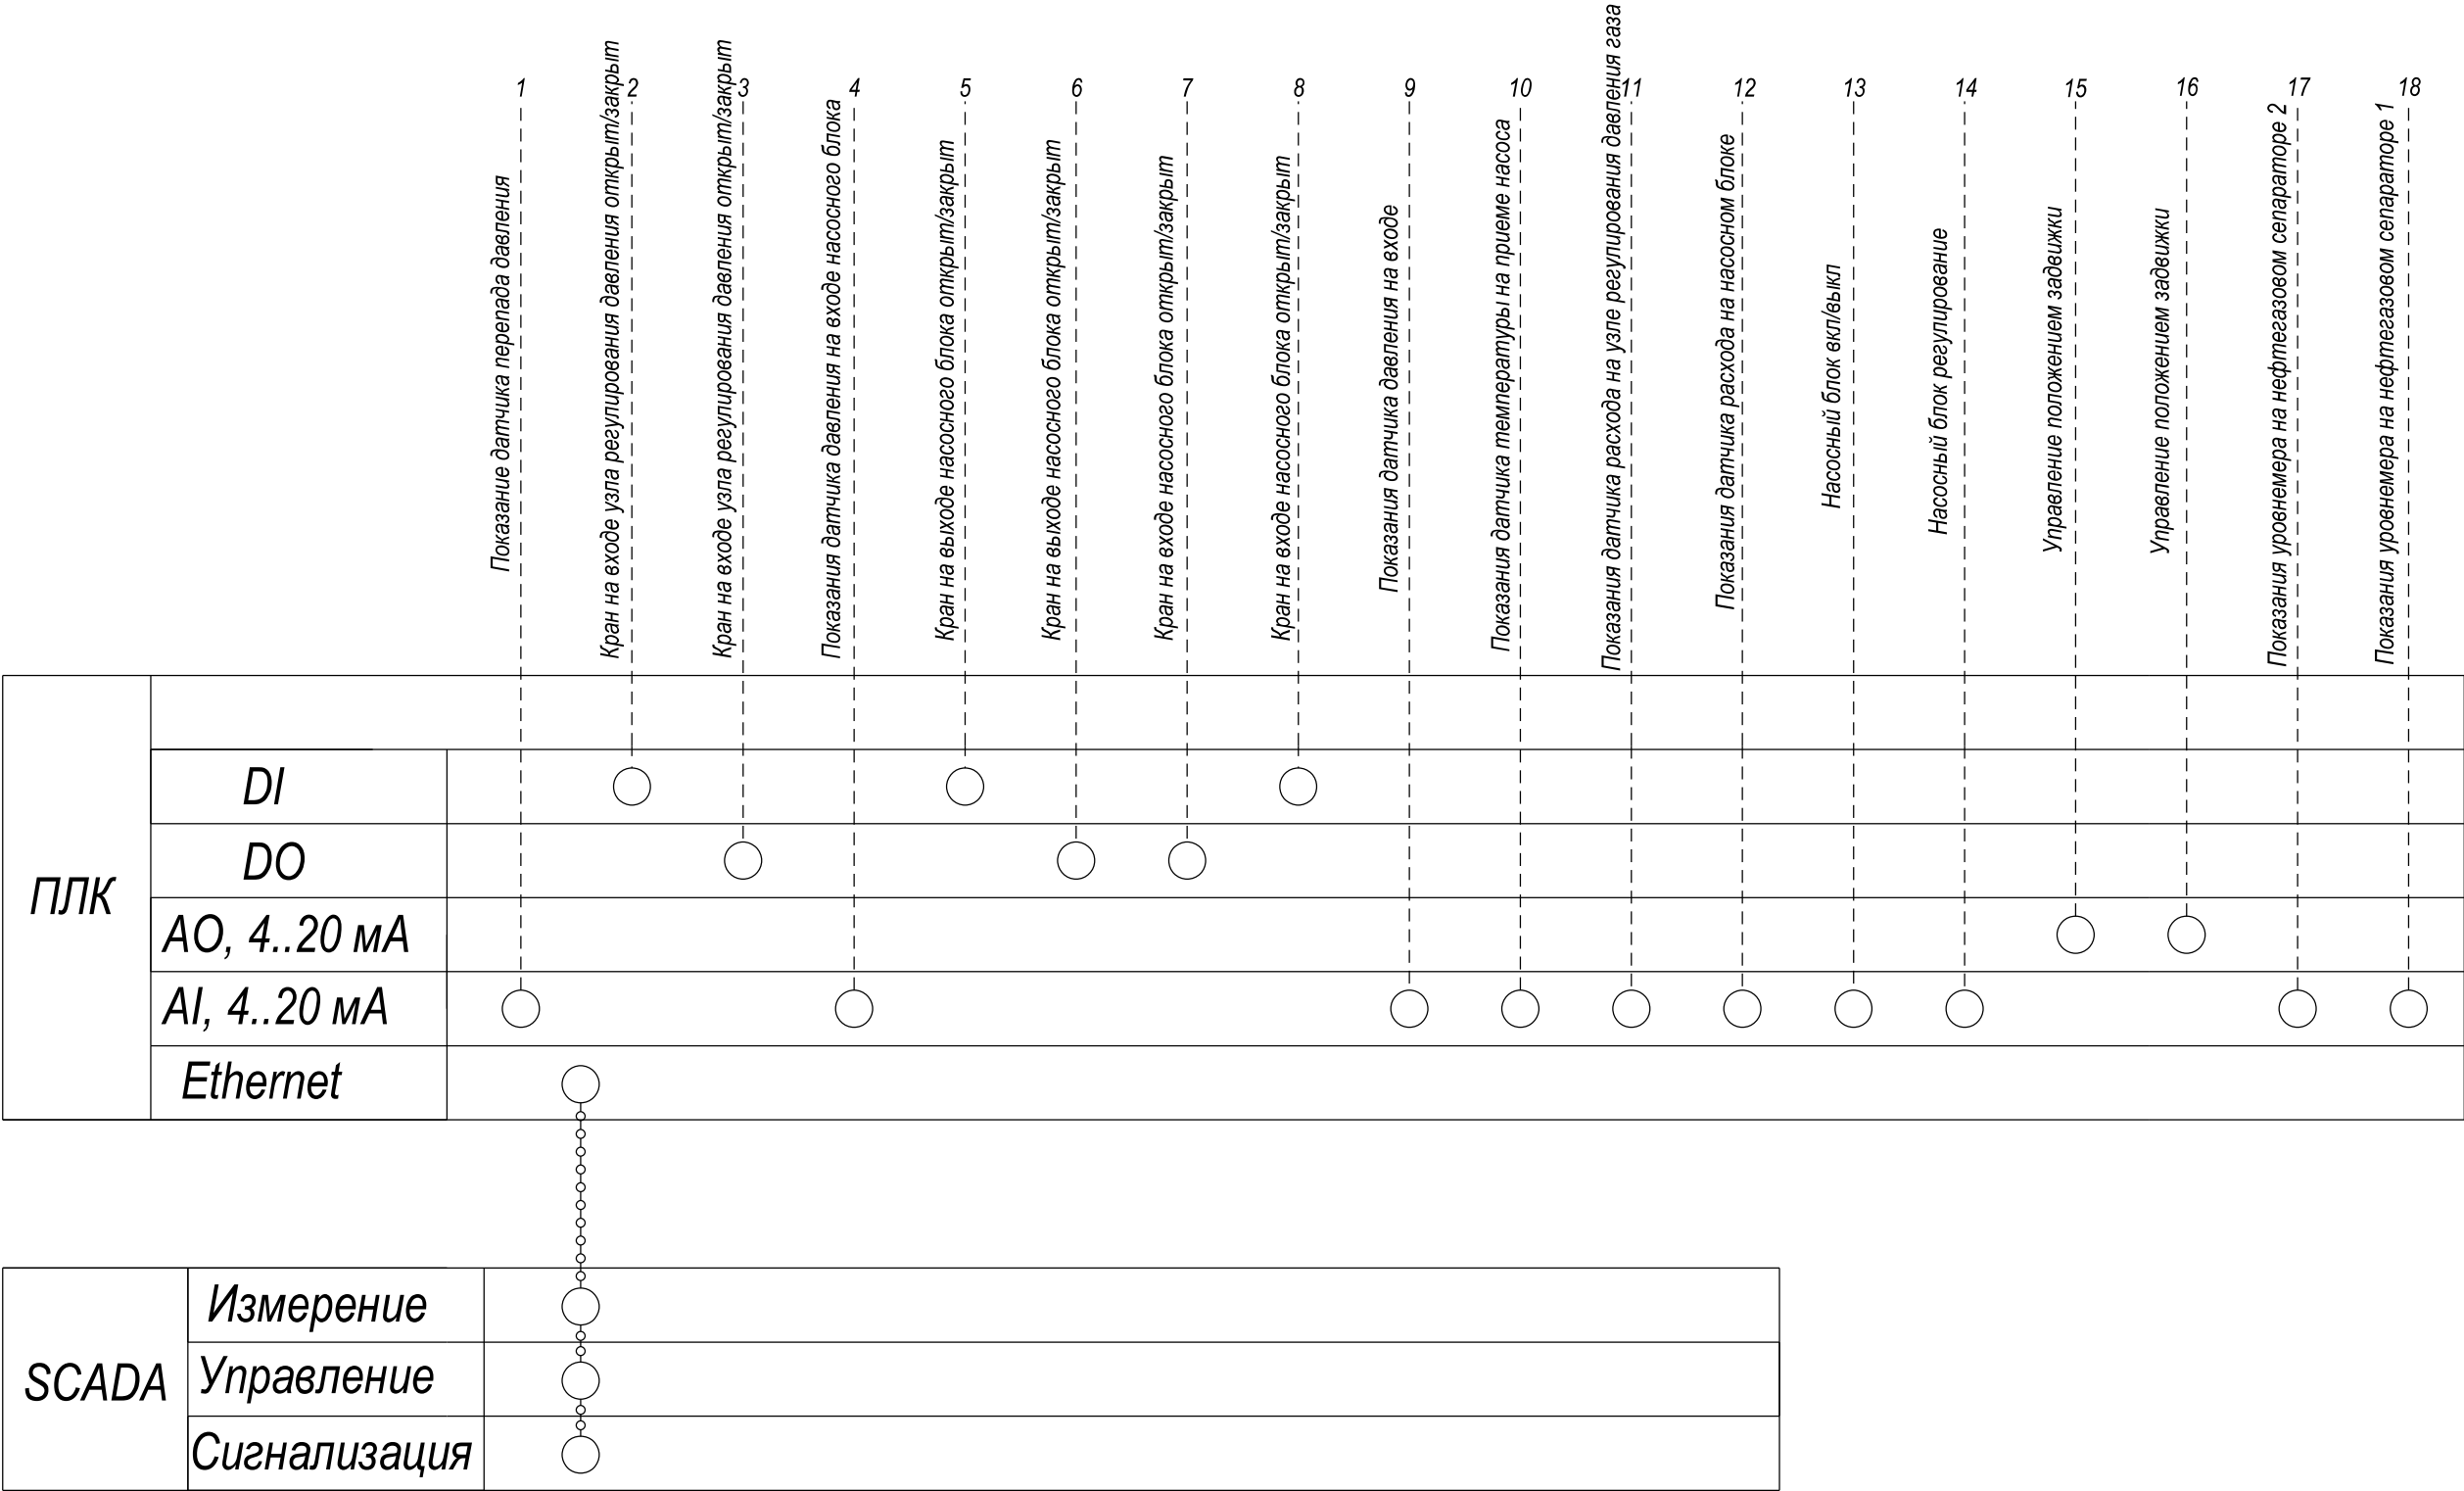 1
2
3
4
5
6
7
8
9
10
11
12
13
14
15
16
17
18
Показание датчика перепада давления
Кран на входе узла регулирования давления открыт/закрыт
Кран на входе узла регулирования давления открыт/закрыт
Показания датчика давления на входе насосного блока
Кран на выходе насосного блока открыт/закрыт
Кран на выходе насосного блока открыт/закрыт
Кран на входе насосного блока открыт/закрыт
Кран на входе насосного блока открыт/закрыт
Показания датчика давления на входе
Показания датчика температуры на приеме насоса
Показания датчика расхода на узле регулирования давления газа
Показания датчика расхода на насосном блоке
Насосный блок вкл/выкл
Насосный блок регулирование
Управление положением задвижки
Управление положением задвижки
Показания уровнемера на нефтегазовом сепараторе 2
Показания уровнемера на нефтегазовом сепараторе 1
ПЛК
DI
DO
AO, 4..20 мА
AI, 4..20 мА
Ethernet
SCADA
Измерение
Управление
Сигнализация